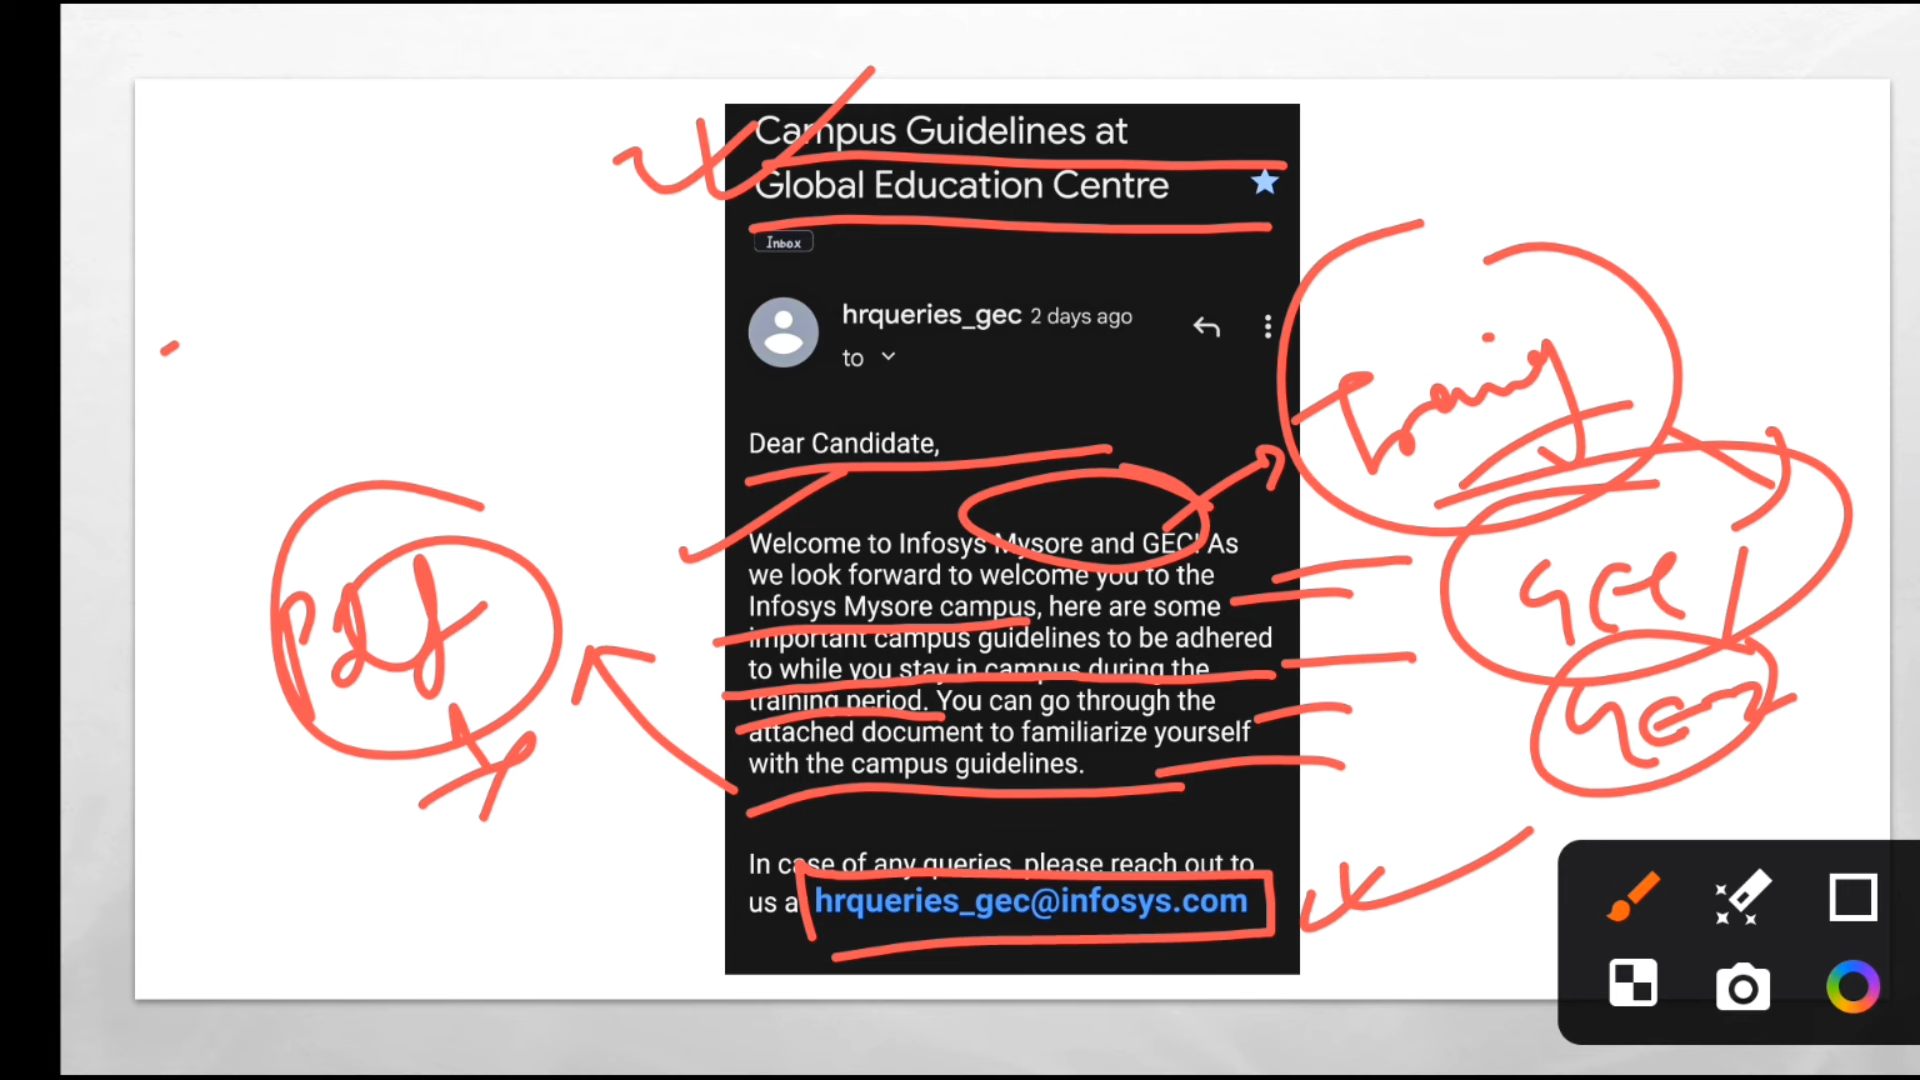 Campus Guidelines at
Global Education Centre
Inbox
hrqueries_gec 2 days ago
to
Dear Candidate,
Welcome to Infosys Mysore and GEC! As
we look forward to welcome you to the
Infosys Mysore campus, here are some
important campus guidelines to be adhered
to while you stay in campus during the
training period. You can go through the
attached document to familiarize yourself
with the campus guidelines.
In case of any queries, please reach out to
us a hrqueries_gec@infosys.com
Pdf
Training
GEC1
GEC2